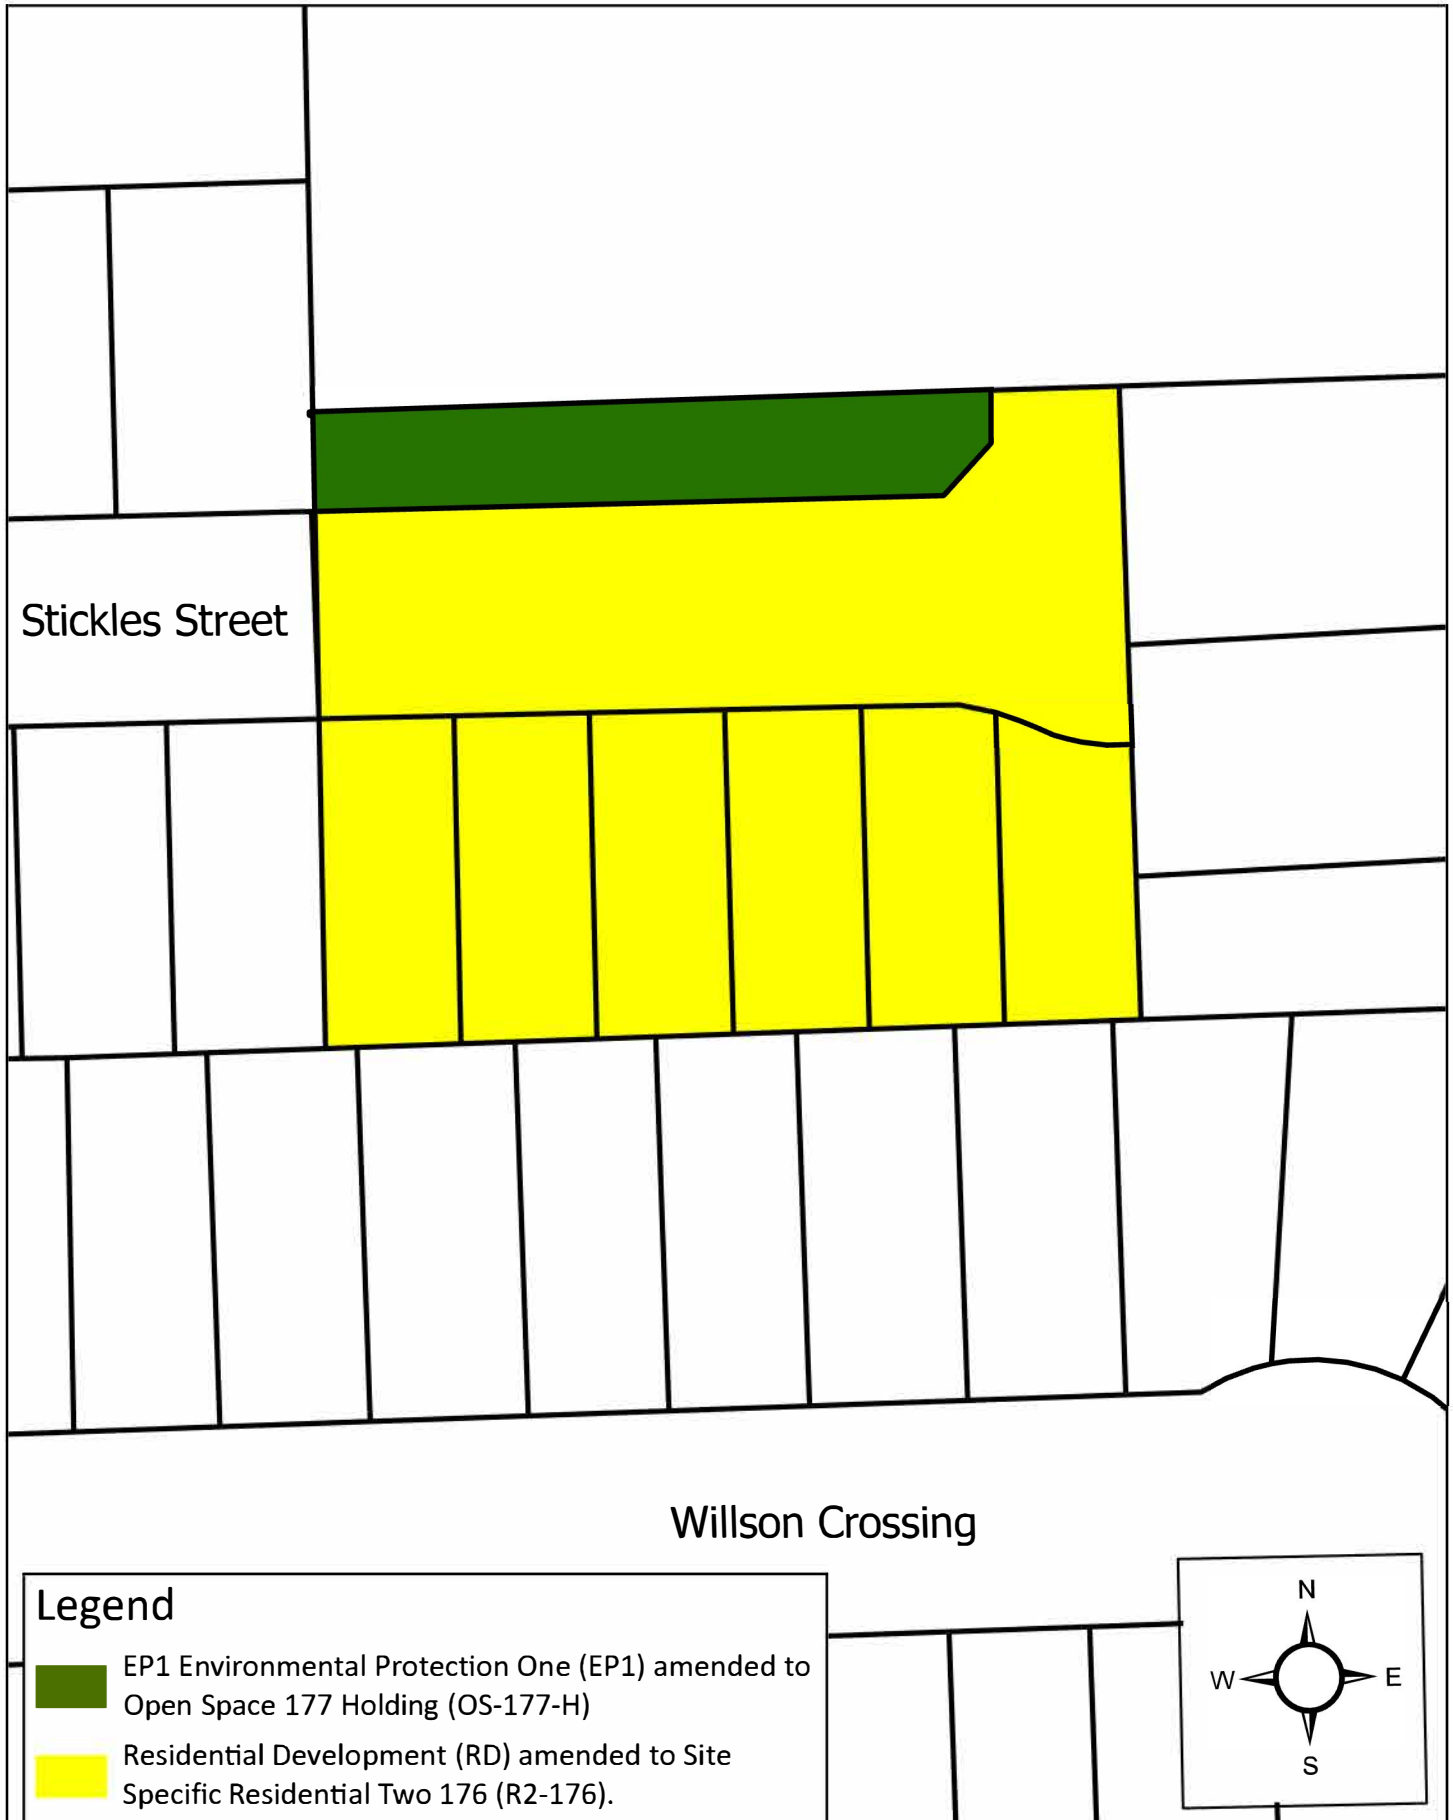 Stickles Street
Willson Crossing
Legend
EP1 Environmental Protection One (EP1) amended to
Open Space 177 Holding (OS-177-H)
Residential Development (RD) amended to Site
Specific Residential Two 176 (R2-176).
N
W
E
S